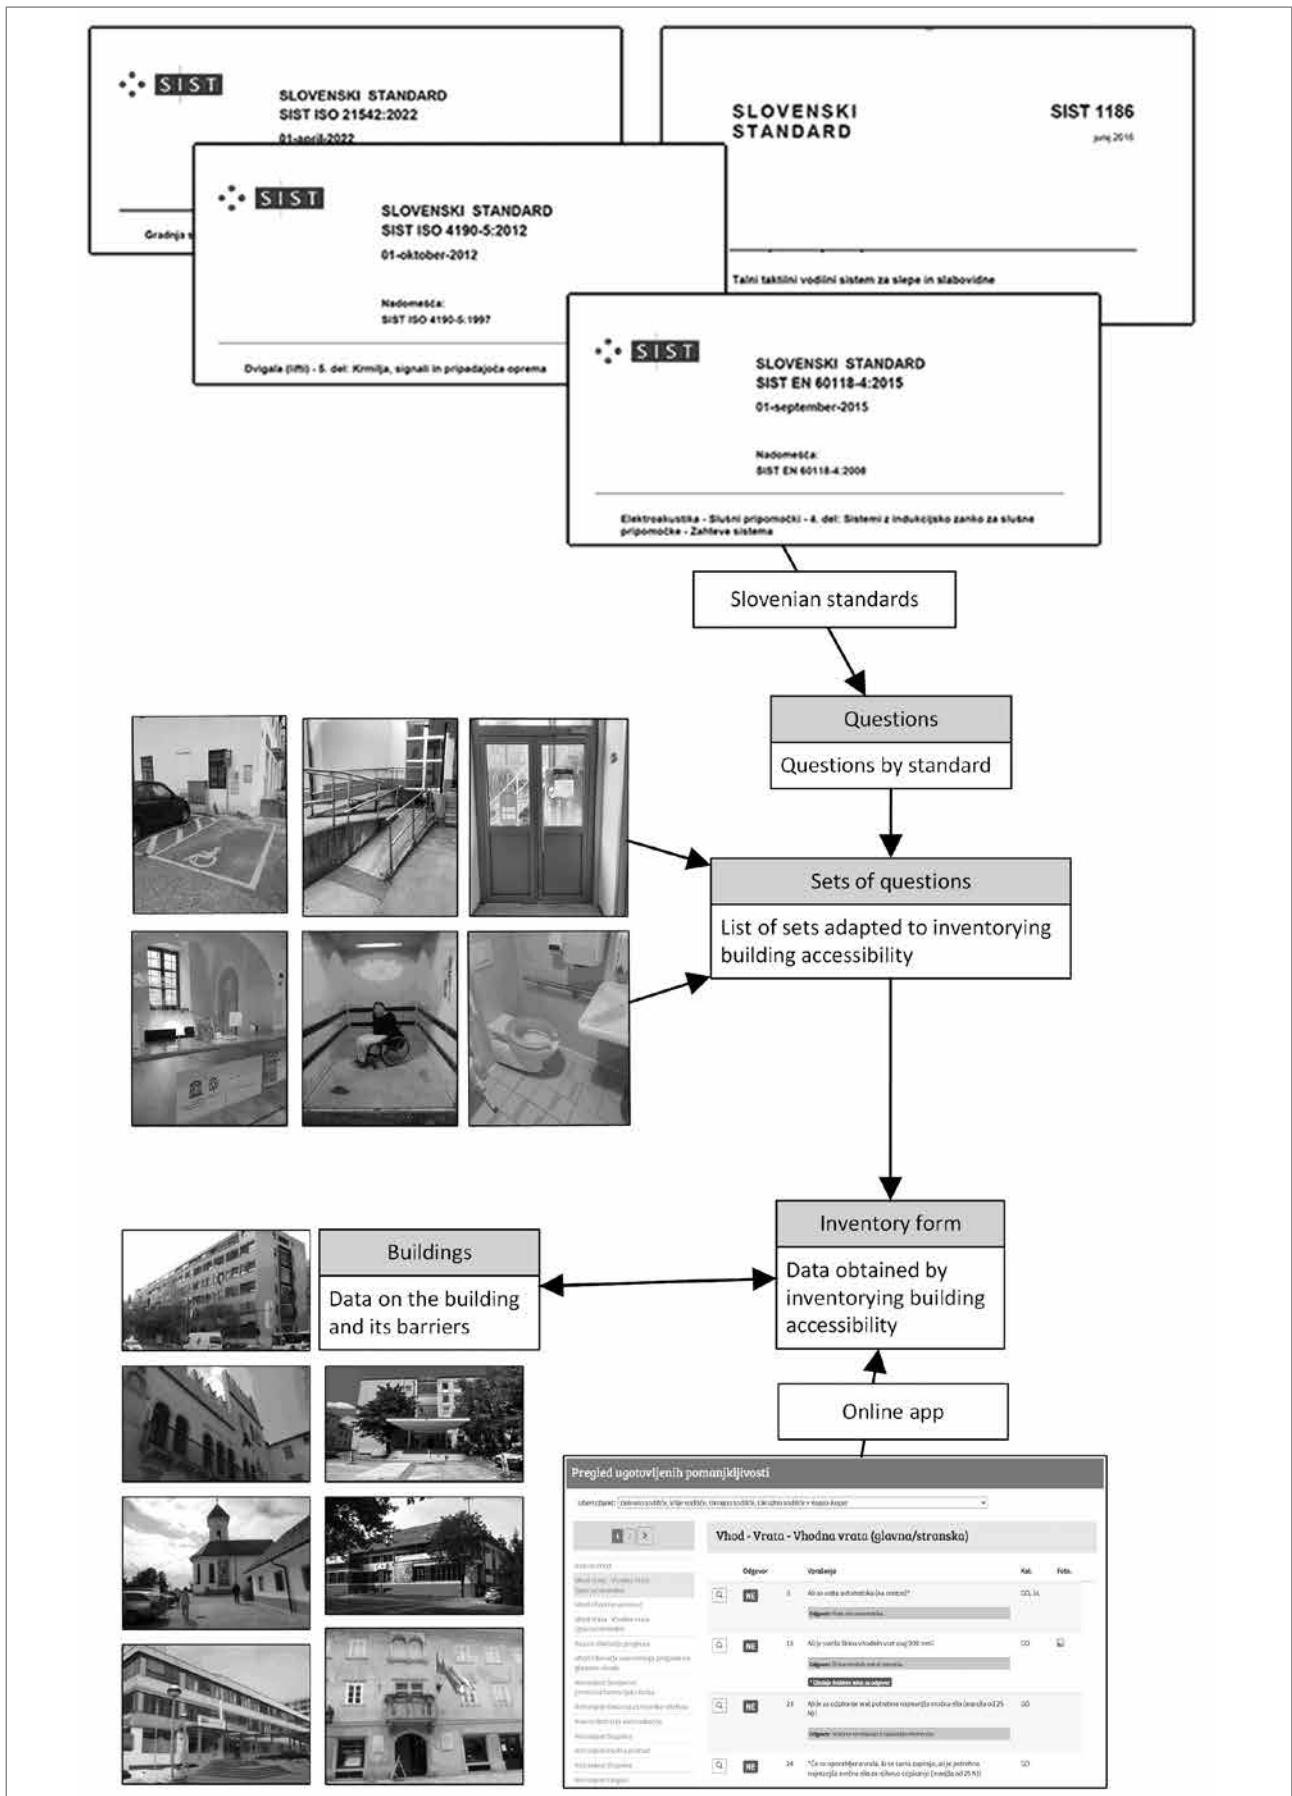 SIST
SLOVENSKI STANDARD
SIST ISO 21542:2022
01-april-2022
Gradnja
SLOVENSKI
STANDARD
SIST 1186
junij 2016
Talni taktilni vodilni sistem za slepe in slabovidne
SIST
SLOVENSKI STANDARD
SIST ISO 4190-5:2012
01-oktober-2012
Nadomešča:
SIST ISO 4190-5:1997
Dvigala (lifti) - 5. del: Krmilja, signali in pripadajoča oprema
SIST
SLOVENSKI STANDARD
SIST EN 60118-4:2015
01-september-2015
Nadomešča:
SIST EN 60118-4:2008
Elektroakustika - Slušni pripomočki - 4. del: Sistemi z indukcijsko zanko za slušne
pripomočke - Zahteve sistema
Slovenian standards
Questions
Questions by standard
Sets of questions
List of sets adapted to inventorying
building accessibility
Inventory form
Data obtained by
inventorying building
accessibility
Buildings
Data on the building
and its barriers
Online app
Pregled ugotovljenih pomanjkljivosti
Vhod - Vrata - Vhodna vrata (glavna/stranska)
Odgovor
Vprašanje
Kat.
Foto.
NE
NE
NE
NE